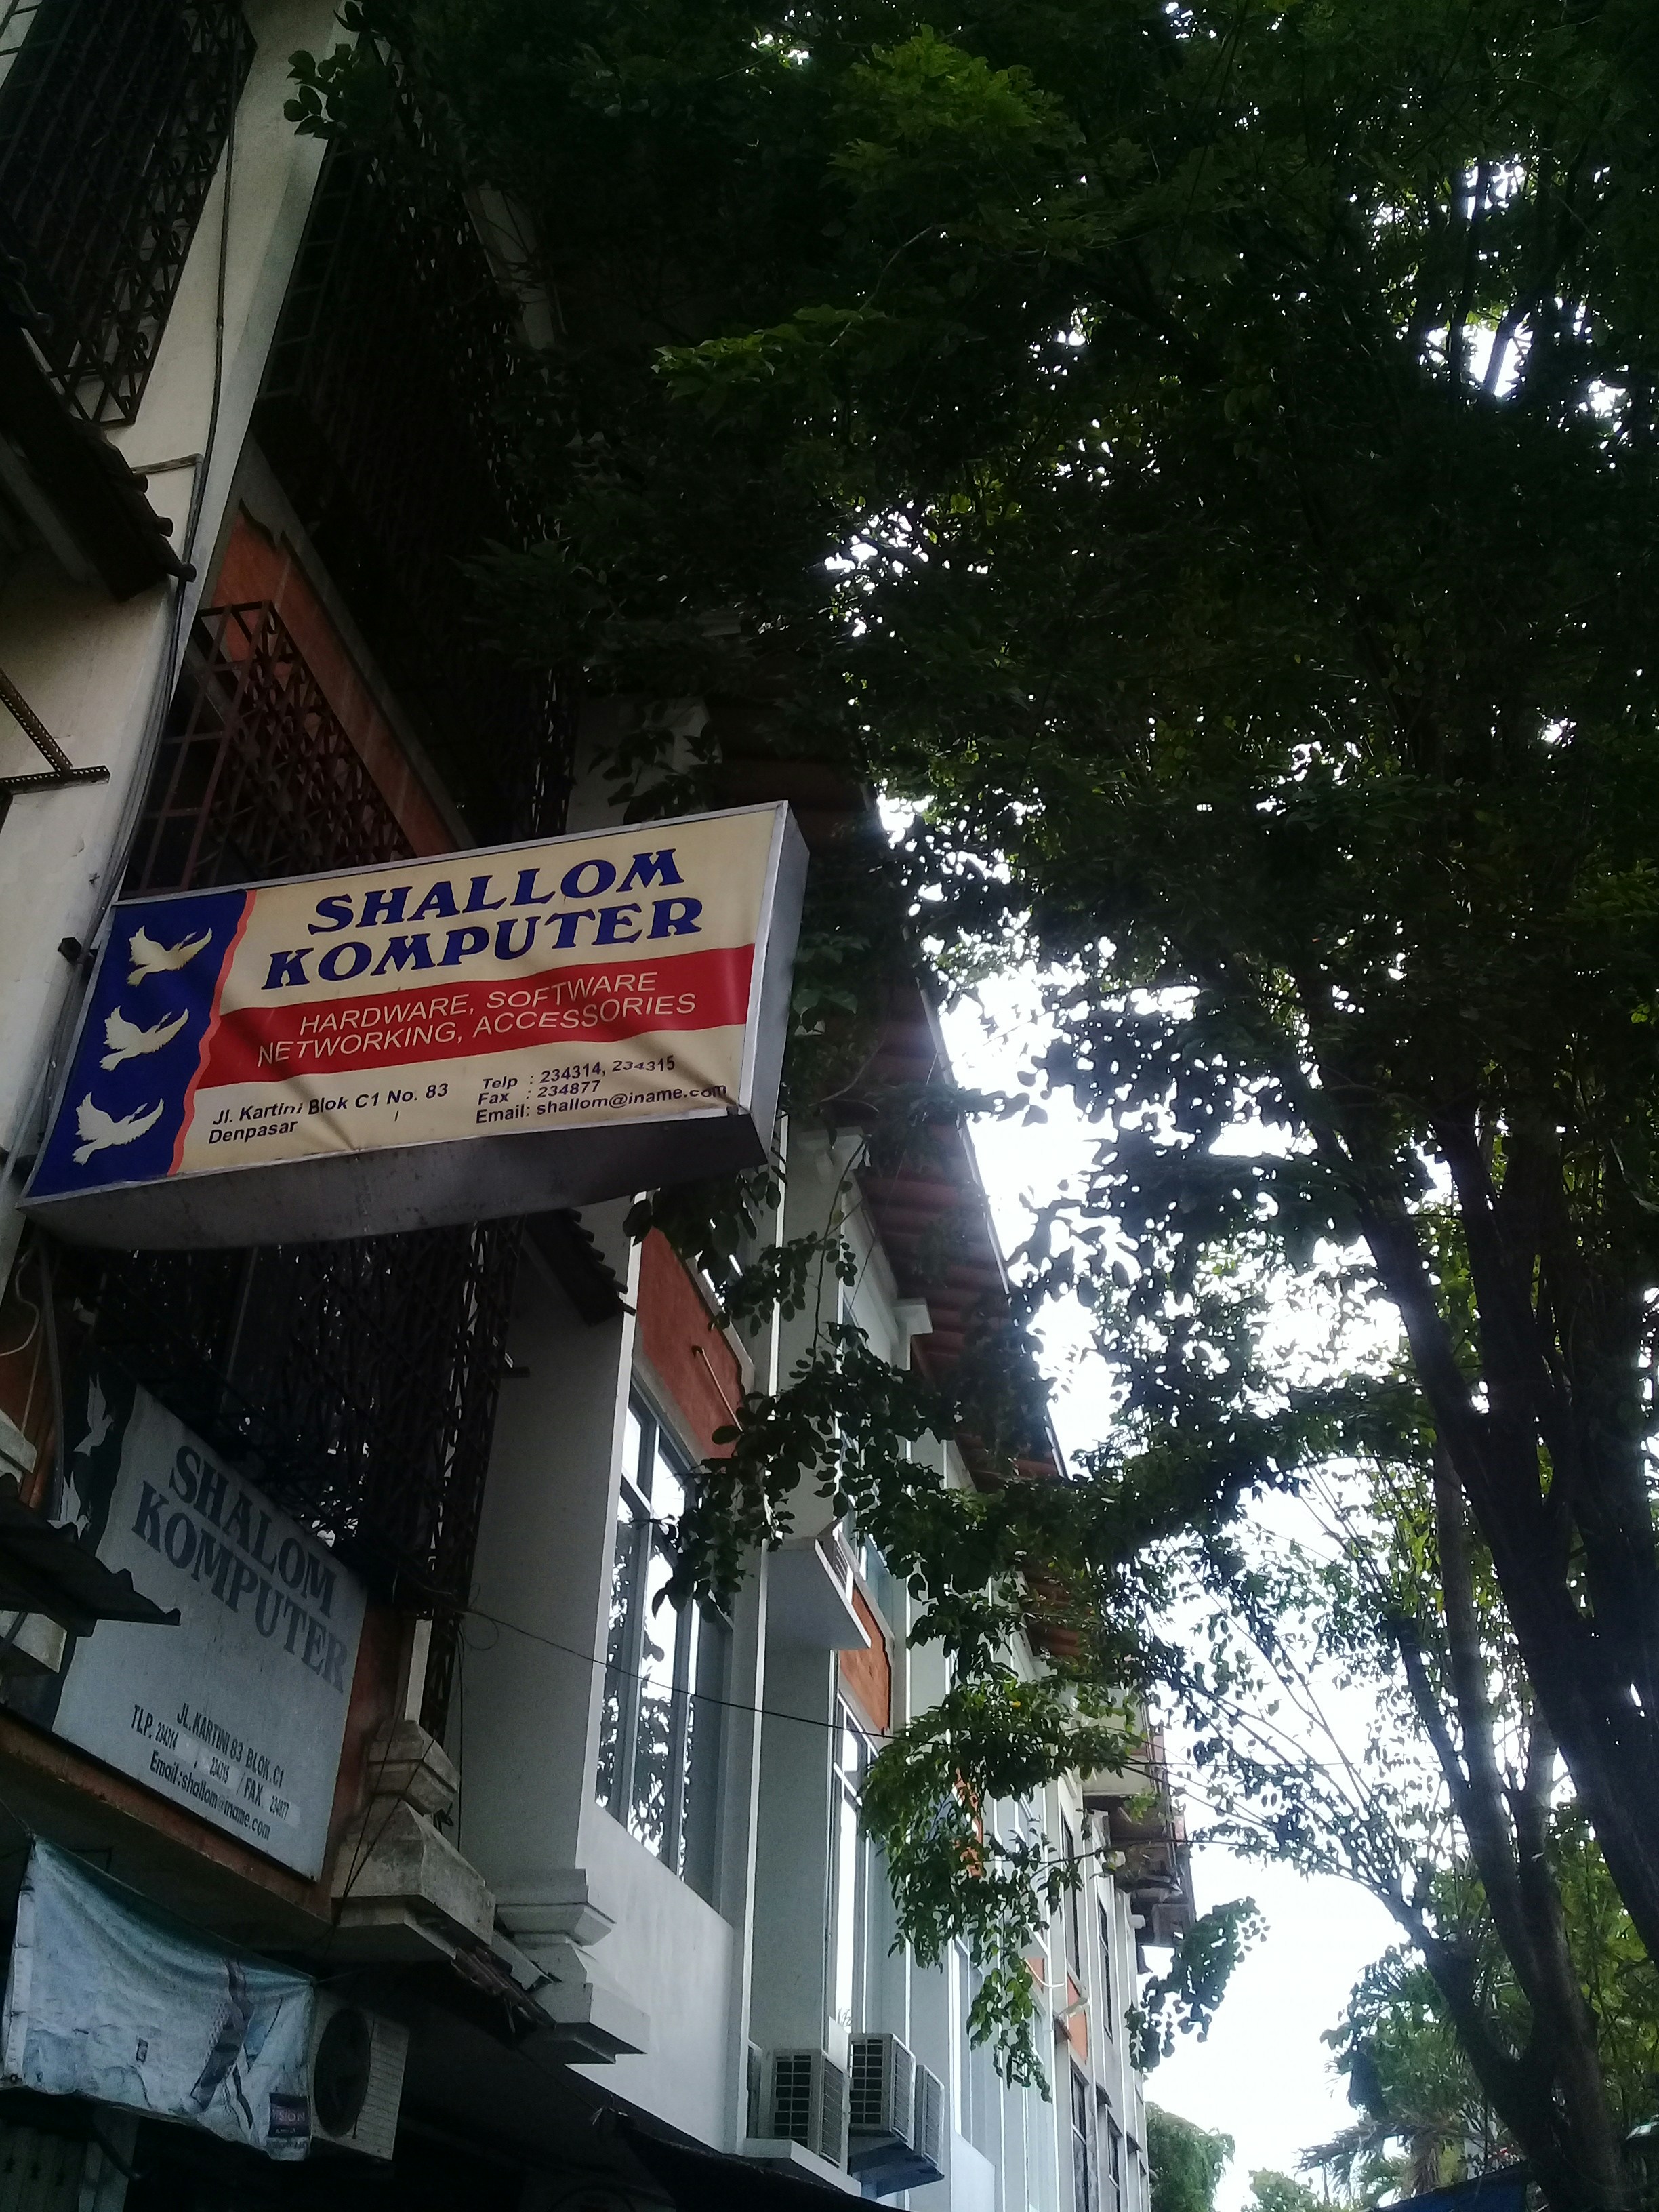 SHALLOM
KOMPUTER
HARDWARE, SOFTWARE
NETWORKING, ACCESSORIES
Jl. Kartini Blok C1 No. 83
Denpasar
Telp : 234314, 234315
Fax : 234877
Email: shallom@iname.com
SHALOM
KOMPUTER
JL.KARTINI 83 BLOK.C1
TLP. 234314 / 234315 / FAX. 234877
Email:shallom@iname.com